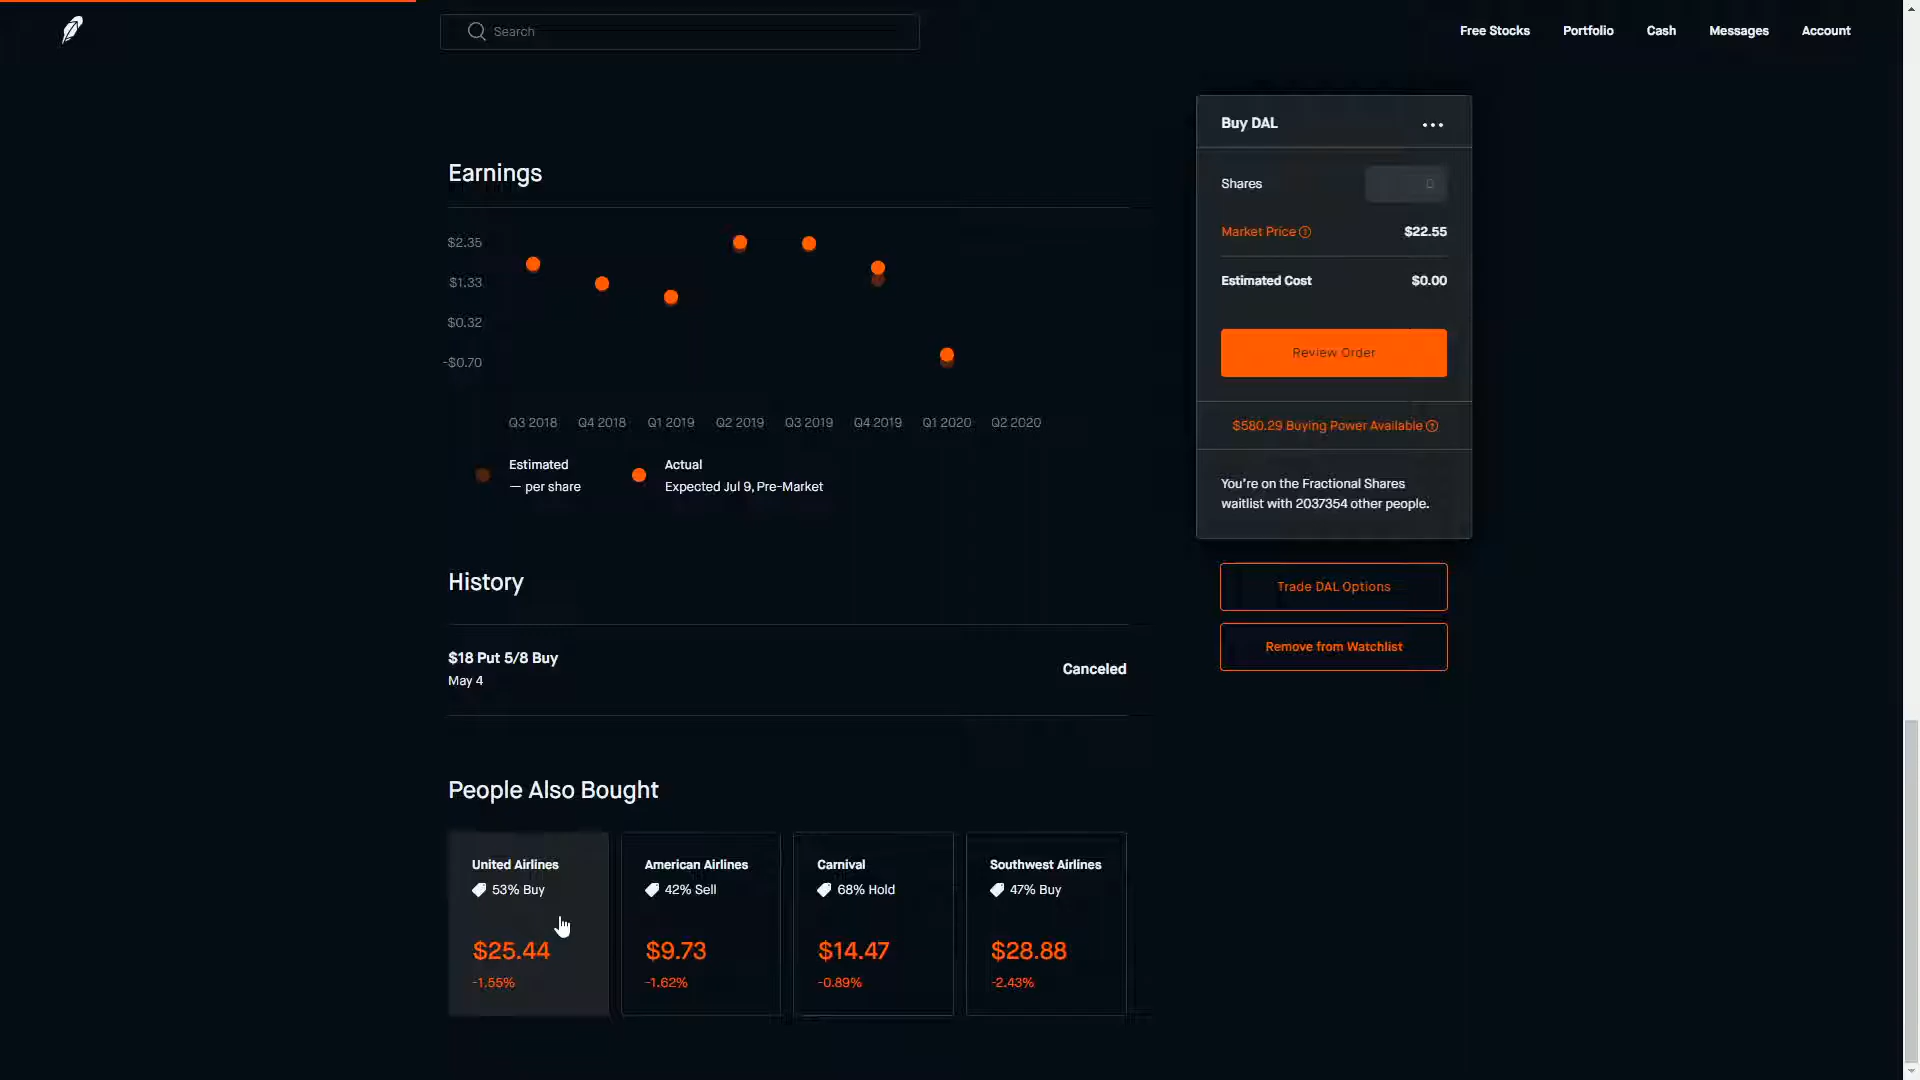 Search
Free Stocks
Portfolio
Cash
Messages
Account
Earnings
$2.35
$1.33
$0.32
-$0.70
Q3 2018
Q4 2018
Q1 2019
Q2 2019
Q3 2019
Q4 2019
Q1 2020
Q2 2020
Estimated
— per share
Actual
Expected Jul 9, Pre-Market
History
$18 Put 5/8 Buy
May 4
Canceled
People Also Bought
United Airlines
53% Buy
$25.44
-1.55%
American Airlines
42% Sell
$9.73
-1.62%
Carnival
68% Hold
$14.47
-0.89%
Southwest Airlines
47% Buy
$28.88
-2.43%
Buy DAL
Shares
0
Market Price
$22.55
Estimated Cost
$0.00
Review Order
$580.29 Buying Power Available
You're on the Fractional Shares
waitlist with 2037354 other people.
Trade DAL Options
Remove from Watchlist